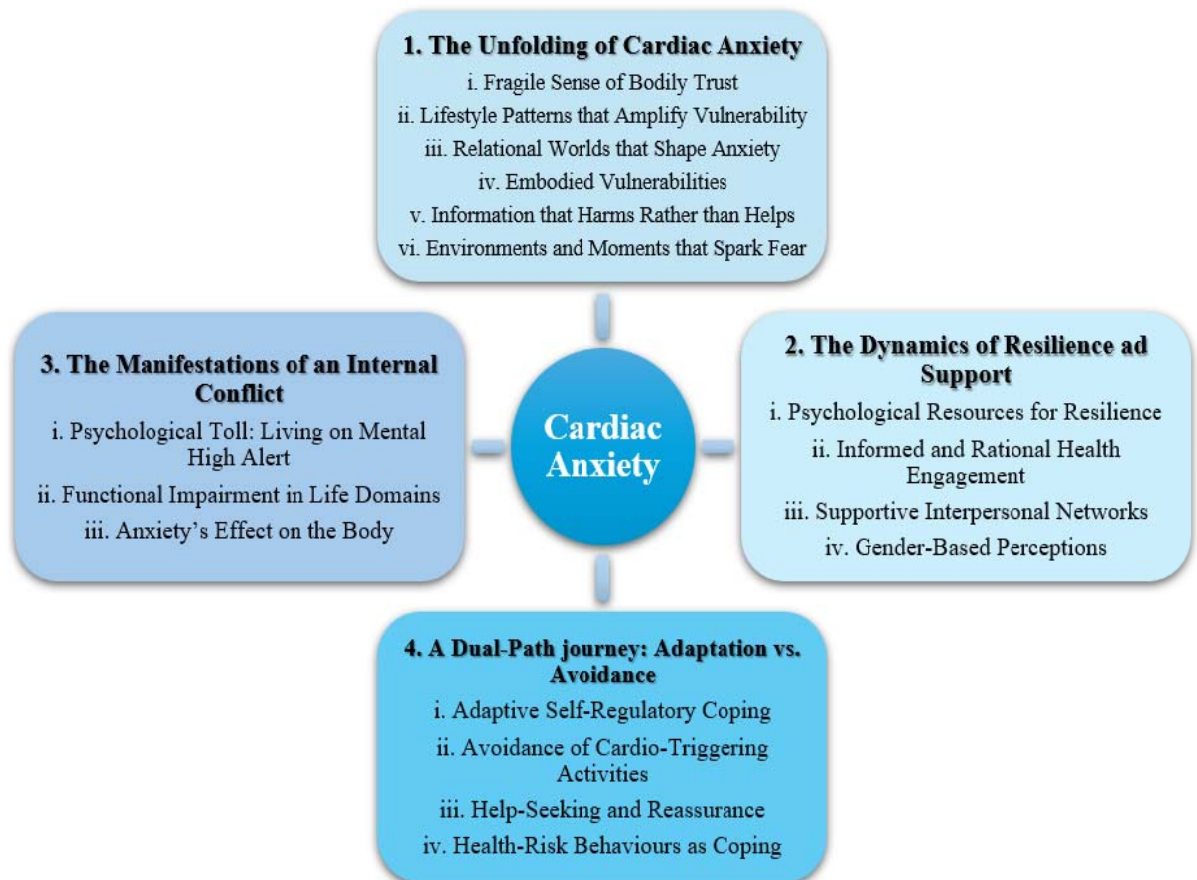 1. The Unfolding of Cardiac Anxiety
i. Fragile Sense of Bodily Trust
ii. Lifestyle Patterns that Amplify Vulnerability
iii. Relational Worlds that Shape Anxiety
iv. Embodied Vulnerabilities
v. Information that Harms Rather than Helps
vi. Environments and Moments that Spark Fear
3. The Manifestations of an Internal
Conflict
i. Psychological Toll: Living on Mental
High Alert
ii. Functional Impairment in Life Domains
iii. Anxiety’s Effect on the Body
Cardiac
Anxiety
2. The Dynamics of Resilience ad
Support
i. Psychological Resources for Resilience
ii. Informed and Rational Health
Engagement
iii. Supportive Interpersonal Networks
iv. Gender-Based Perceptions
4. A Dual-Path journey: Adaptation vs.
Avoidance
i. Adaptive Self-Regulatory Coping
ii. Avoidance of Cardio-Triggering
Activities
iii. Help-Seeking and Reassurance
iv. Health-Risk Behaviours as Coping